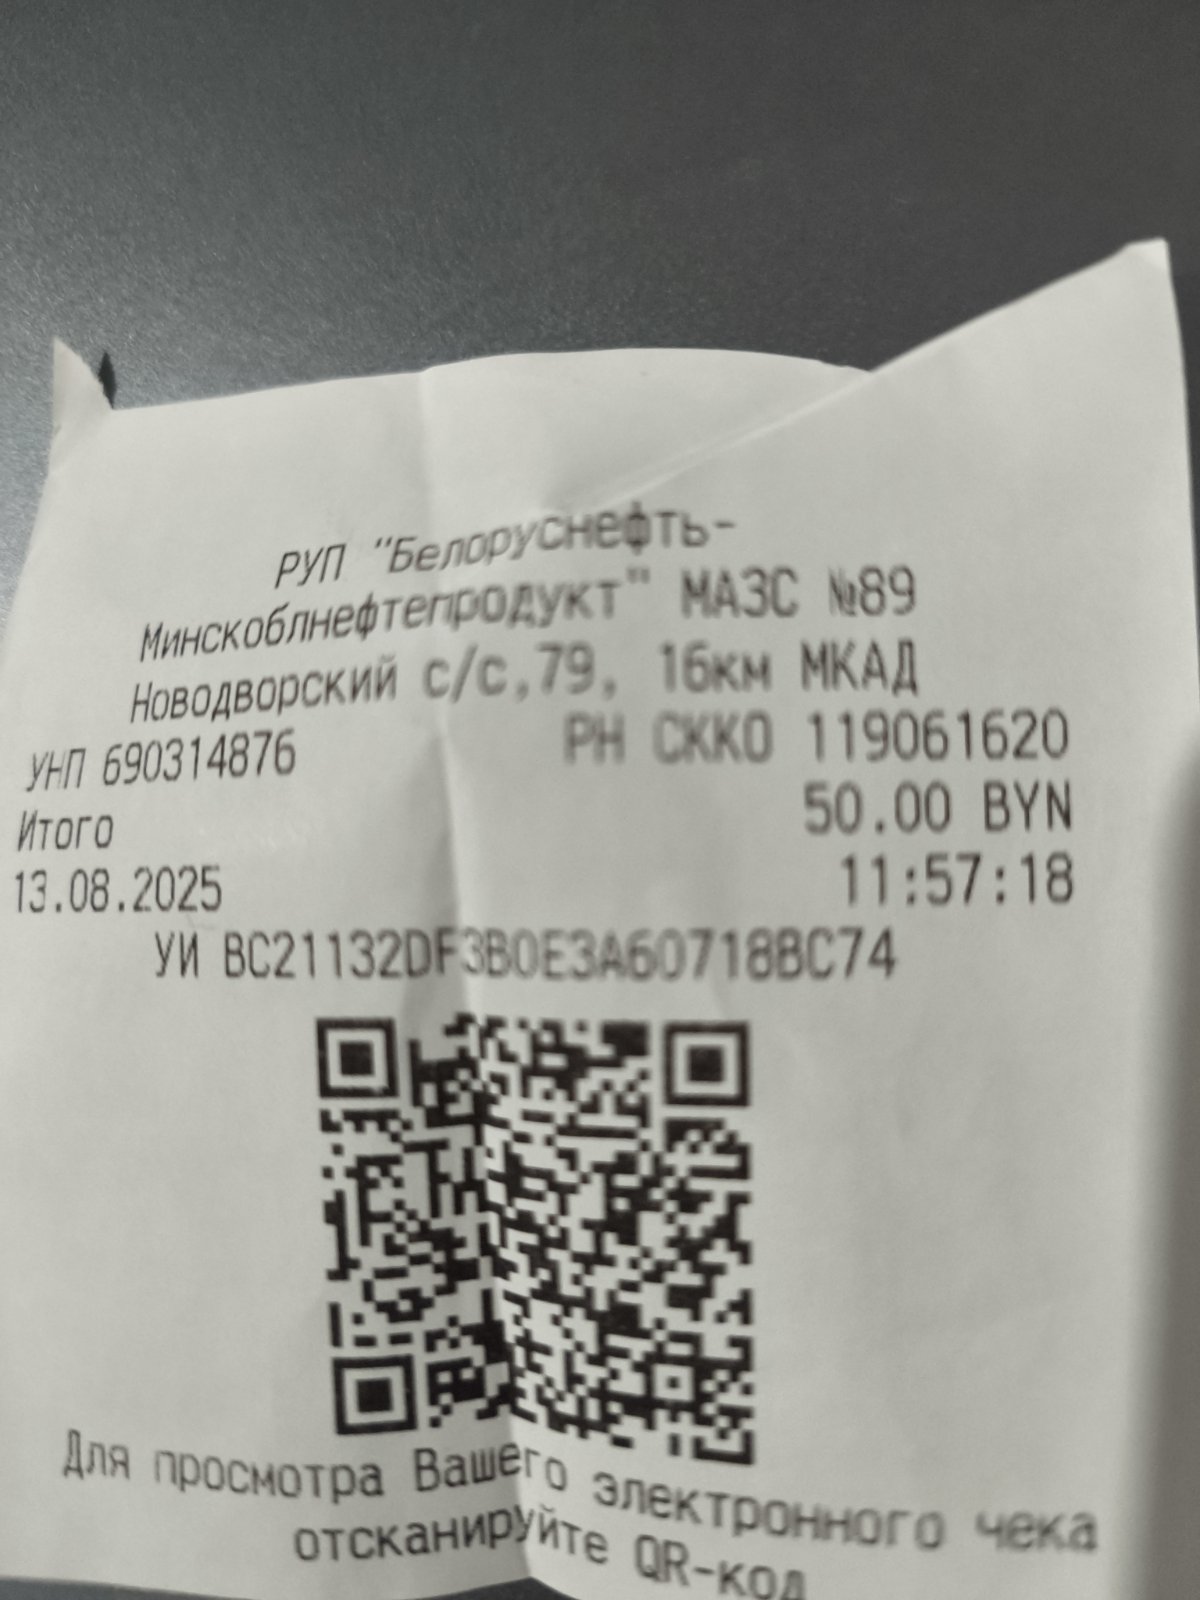 РУП "Белоруснефть-
Минскоблнефтепродукт" МАЗС №89
Новодворский с/с,79, 16км МКАД
УНП 690314876 РН СККО 119061620
Итого 50.00 BYN
13.08.2025 11:57:18
УИ BC21132DF3B0E3A60718BC74
Для просмотра Вашего электронного чека
отсканируйте QR-код